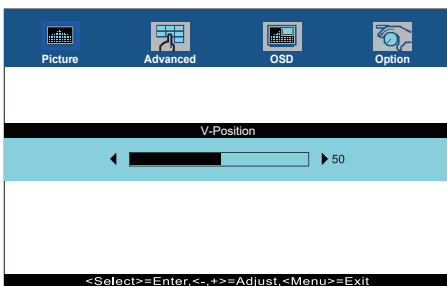 Picture Advanced OSD Option
V-Position
50
<Select>=Enter,<-,+>=Adjust,<Menu>=Exit